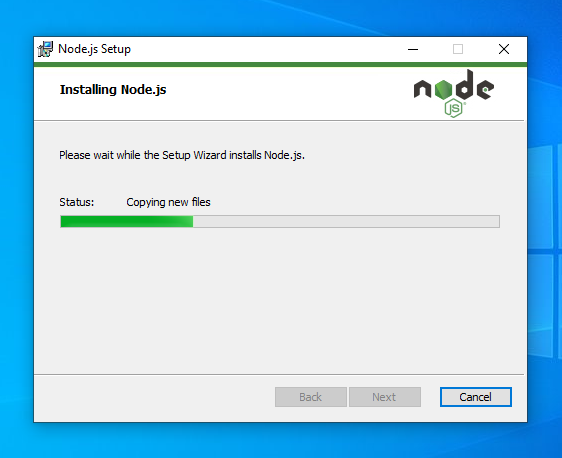 Node.js Setup
Installing Node.js
node
JS
Please wait while the Setup Wizard installs Node.js.
Status: Copying new files
Back Next Cancel